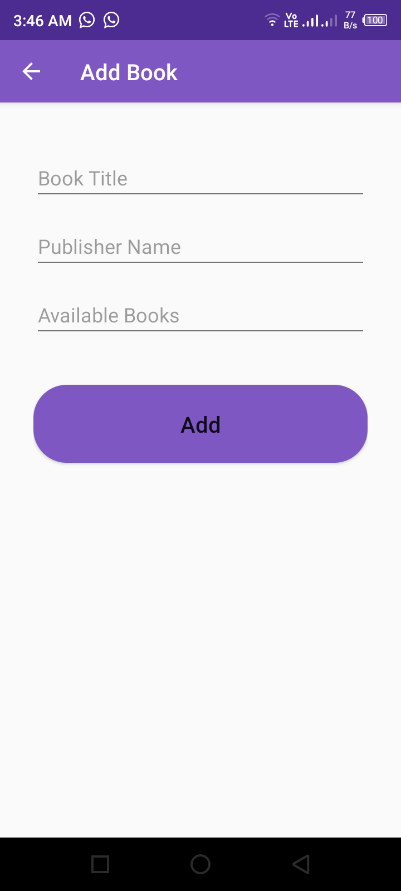 3:46 AM Vo LTE 77 B/s 100
Add Book
Book Title
Publisher Name
Available Books
Add